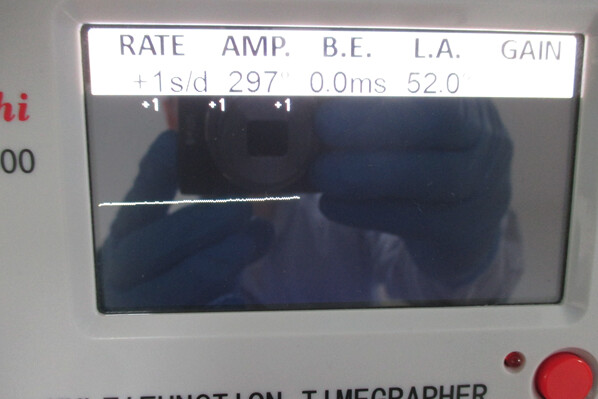 RATE AMP. B.E. L.A. GAIN
+1s/d 297° 0.0ms 52.0°
+1 +1 +1
hi
00
TIMEGRAPHER